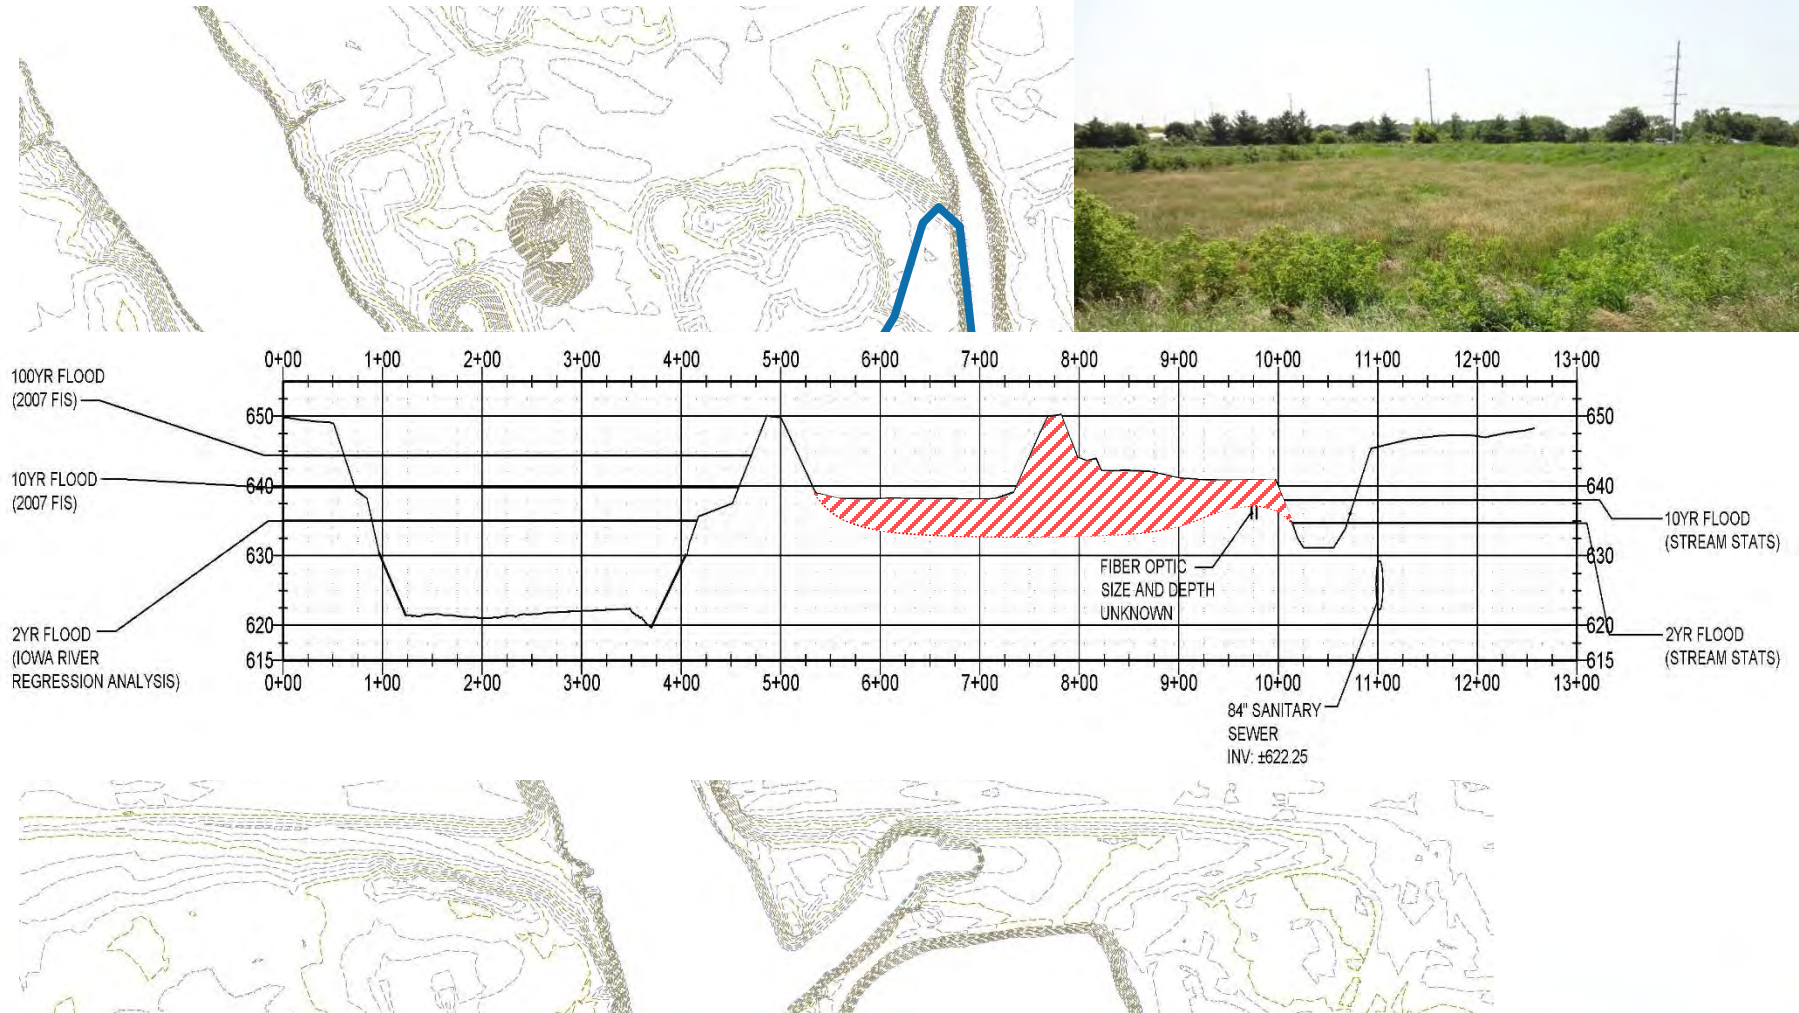 0+00 1+00 2+00 3+00 4+00 5+00 6+00 7+00 8+00 9+00 10+00 11+00 12+00 13+00
100YR FLOOD
(2007 FIS)
10YR FLOOD
(2007 FIS)
2YR FLOOD
(IOWA RIVER
REGRESSION ANALYSIS)
650
640
630
620
615
650
640
630
620
615
FIBER OPTIC
SIZE AND DEPTH
UNKNOWN
10YR FLOOD
(STREAM STATS)
2YR FLOOD
(STREAM STATS)
0+00 1+00 2+00 3+00 4+00 5+00 6+00 7+00 8+00 9+00 10+00 11+00 12+00 13+00
84" SANITARY
SEWER
INV: ±622.25